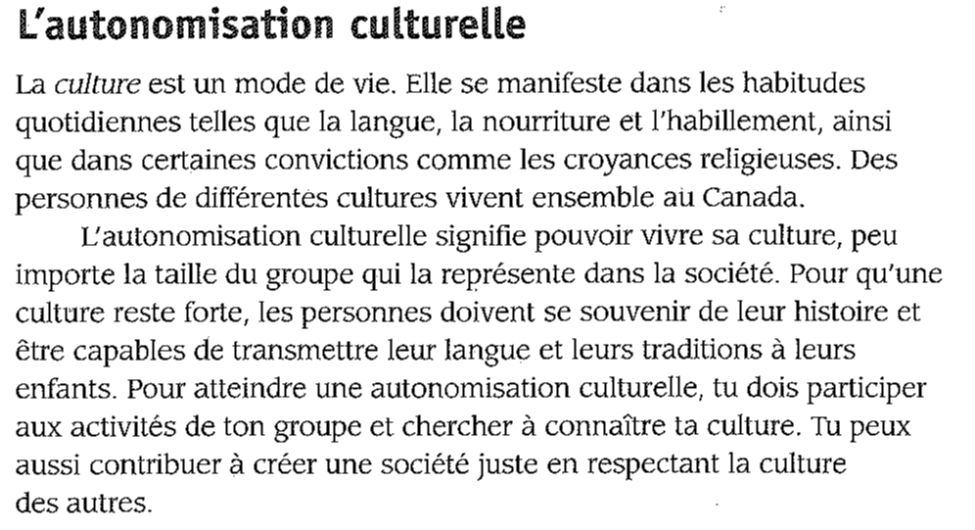 L'autonomisation culturelle
La culture est un mode de vie. Elle se manifeste dans les habitudes
quotidiennes telles que la langue, la nourriture et l'habillement, ainsi
que dans certaines convictions comme les croyances religieuses. Des
personnes de différentes cultures vivent ensemble au Canada.
L'autonomisation culturelle signifie pouvoir vivre sa culture, peu
importe la taille du groupe qui la représente dans la société. Pour qu'une
culture reste forte, les personnes doivent se souvenir de leur histoire et
être capables de transmettre leur langue et leurs traditions à leurs
enfants. Pour atteindre une autonomisation culturelle, tu dois participer
aux activités de ton groupe et chercher à connaître ta culture. Tu peux
aussi contribuer à créer une société juste en respectant la culture
des autres.